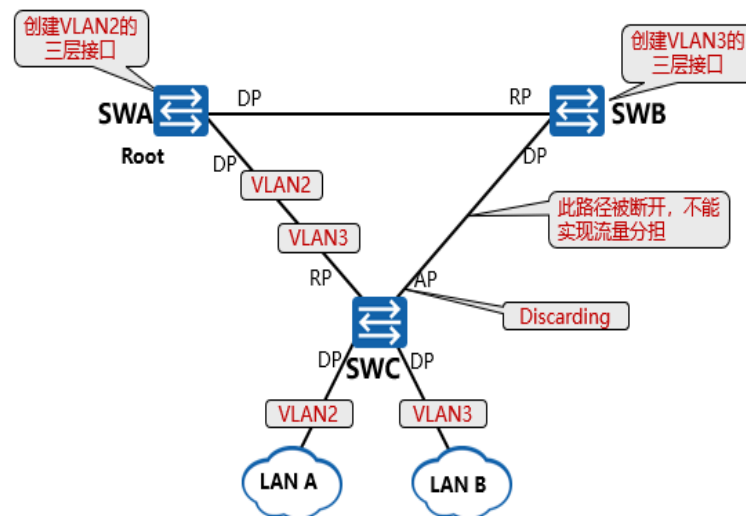 创建VLAN2的
三层接口
创建VLAN3的
三层接口
SWA
DP
RP
SWB
Root
DP
DP
VLAN2
此路径被断开，不能
实现流量分担
VLAN3
RP
AP
Discarding
DP
SWC
DP
VLAN2
VLAN3
LAN A
LAN B